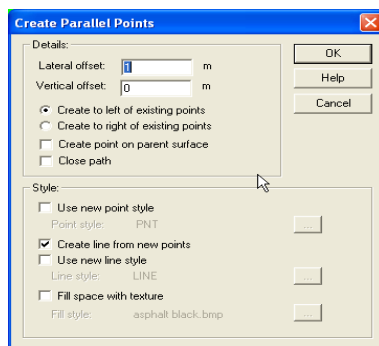 Create Parallel Points
Details:
Lateral offset: 1 m
Vertical offset: 0 m
Create to left of existing points
Create to right of existing points
Create point on parent surface
Close path
OK
Help
Cancel
Style:
Use new point style
Point style: PNT ...
Create line from new points
Use new line style
Line style: LINE ...
Fill space with texture
Fill style: asphalt black.bmp ...